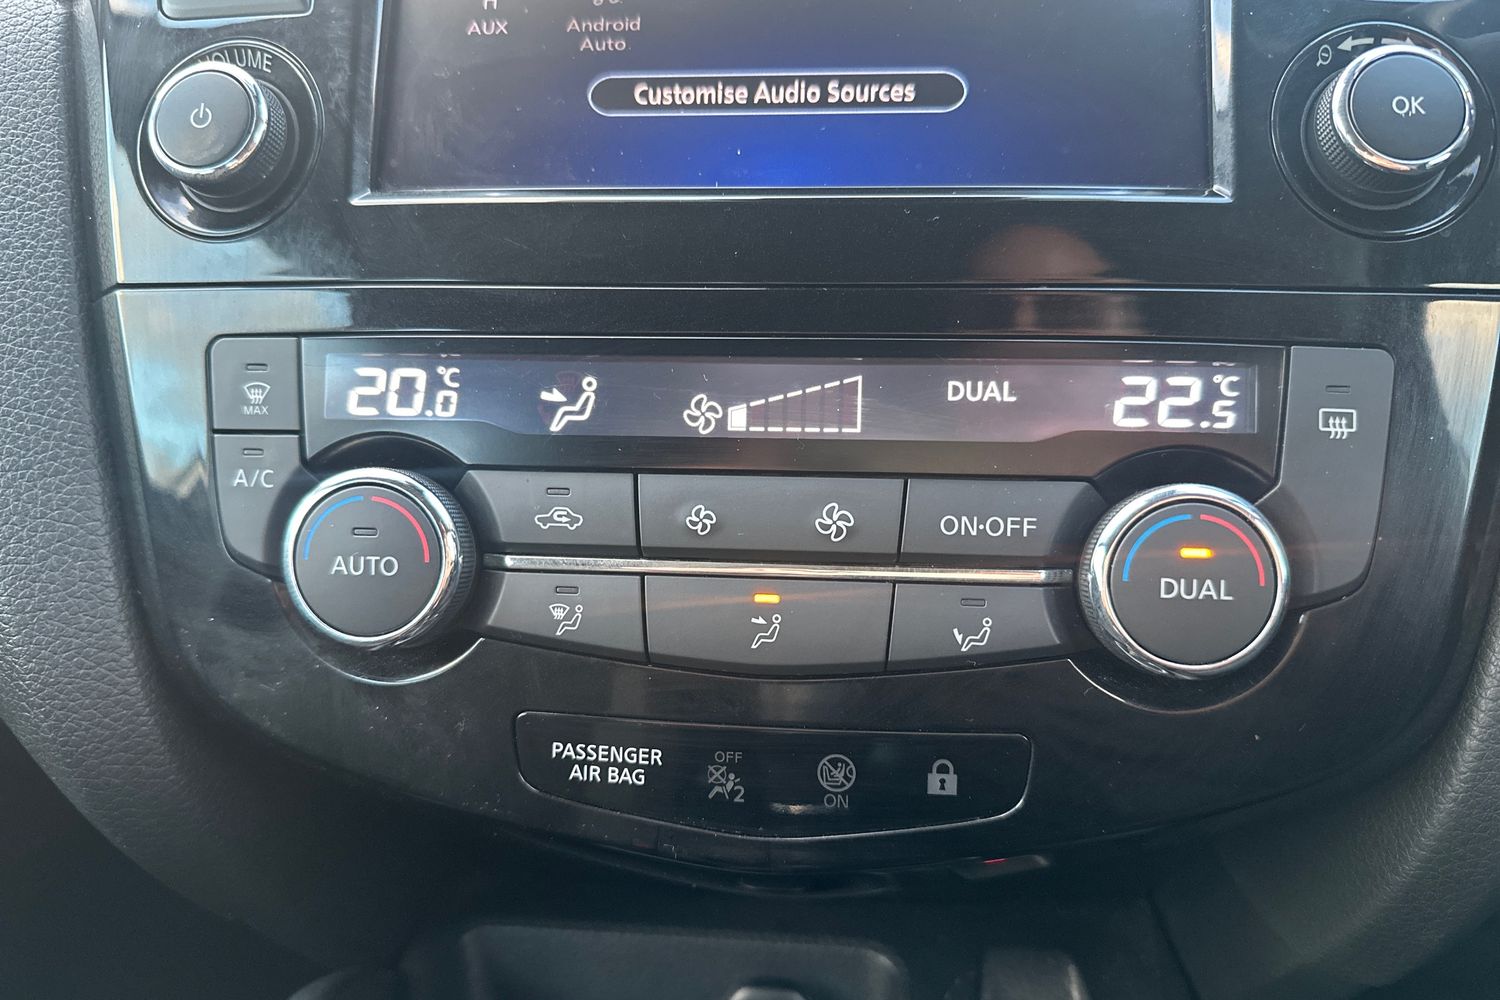 AUX
Android
Auto
Customise Audio Sources
VOLUME
OK
MAX
20.0 °C
DUAL
22.5 °C
A/C
AUTO
ON·OFF
DUAL
PASSENGER
AIR BAG
OFF
2
ON